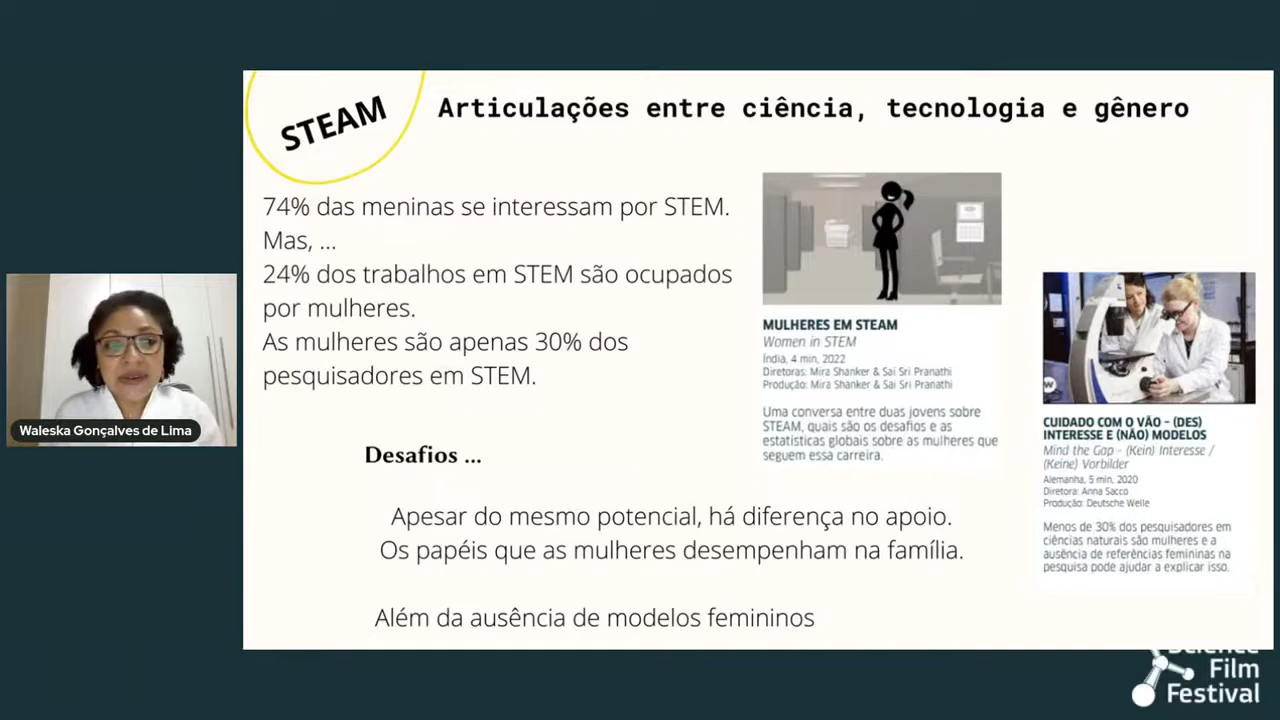 STEAM
Articulações entre ciência, tecnologia e gênero
74% das meninas se interessam por STEM.
Mas, ...
24% dos trabalhos em STEM são ocupados
por mulheres.
As mulheres são apenas 30% dos
pesquisadores em STEM.
Desafios ...
Apesar do mesmo potencial, há diferença no apoio.
Os papéis que as mulheres desempenham na família.
Além da ausência de modelos femininos
MULHERES EM STEAM
Women in STEM
Índia, 4 min, 2022
Diretoras: Mira Shanker & Sai Sri Pranathi
Produção: Mira Shanker & Sai Sri Pranathi
Uma conversa entre duas jovens sobre
STEAM, quais são os desafios e as
estatísticas globais sobre as mulheres que
seguem essa carreira.
W
CUIDADO COM O VÃO – (DES)
INTERESSE E (NÃO) MODELOS
Mind the Gap - (Kein) Interesse /
(Keine) Vorbilder
Alemanha, 5 min, 2020
Diretora: Anna Sacco
Produção: Deutsche Welle
Menos de 30% dos pesquisadores em
ciências naturais são mulheres e a
ausência de referências femininas na
pesquisa pode ajudar a explicar isso.
Waleska Gonçalves de Lima
Science
Film
Festival